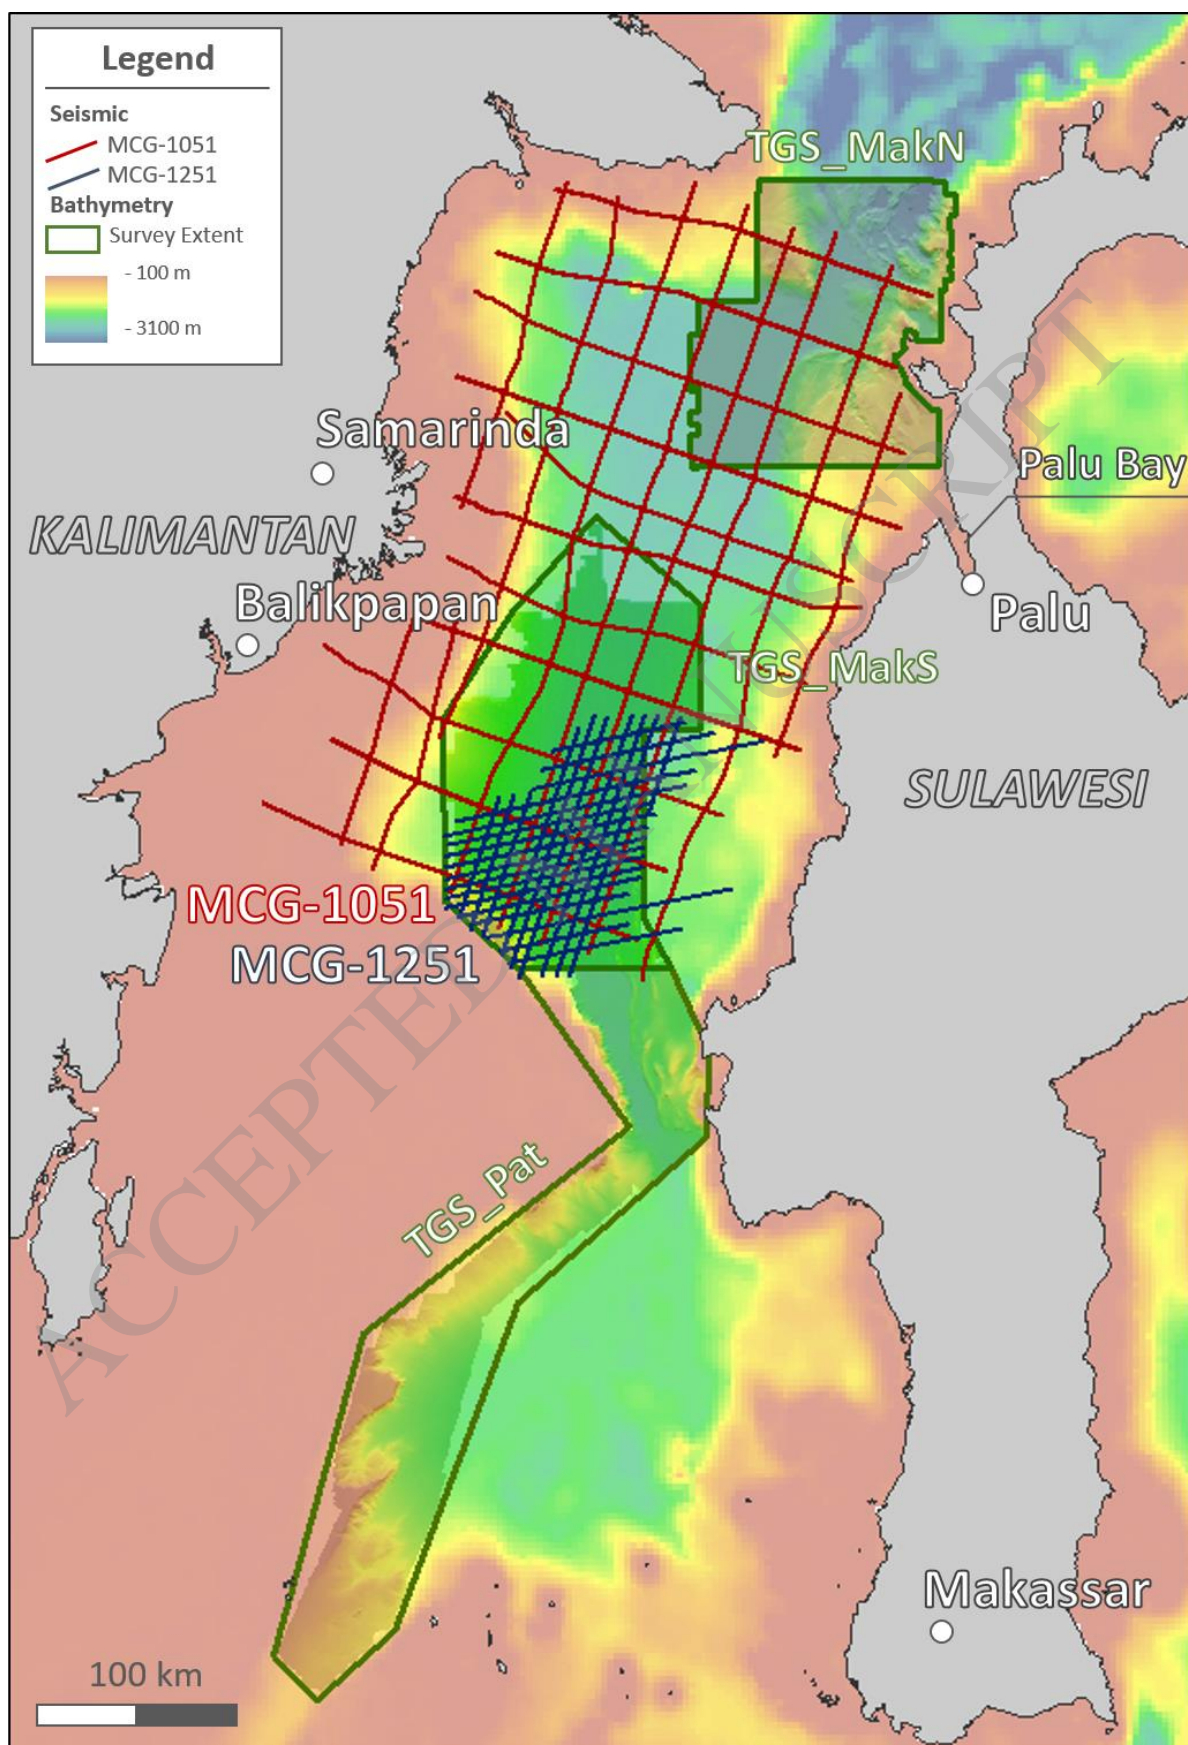 Legend
Seismic
MCG-1051
MCG-1251
Bathymetry
Survey Extent
- 100 m
- 3100 m
TGS_MakN
Samarinda
Palu Bay
KALIMANTAN
Balikpapan
Palu
TGS_MakS
SULAWESI
MCG-1051
MCG-1251
TGS_Pat
Makassar
100 km
ACCEPTED MANUSCRIPT